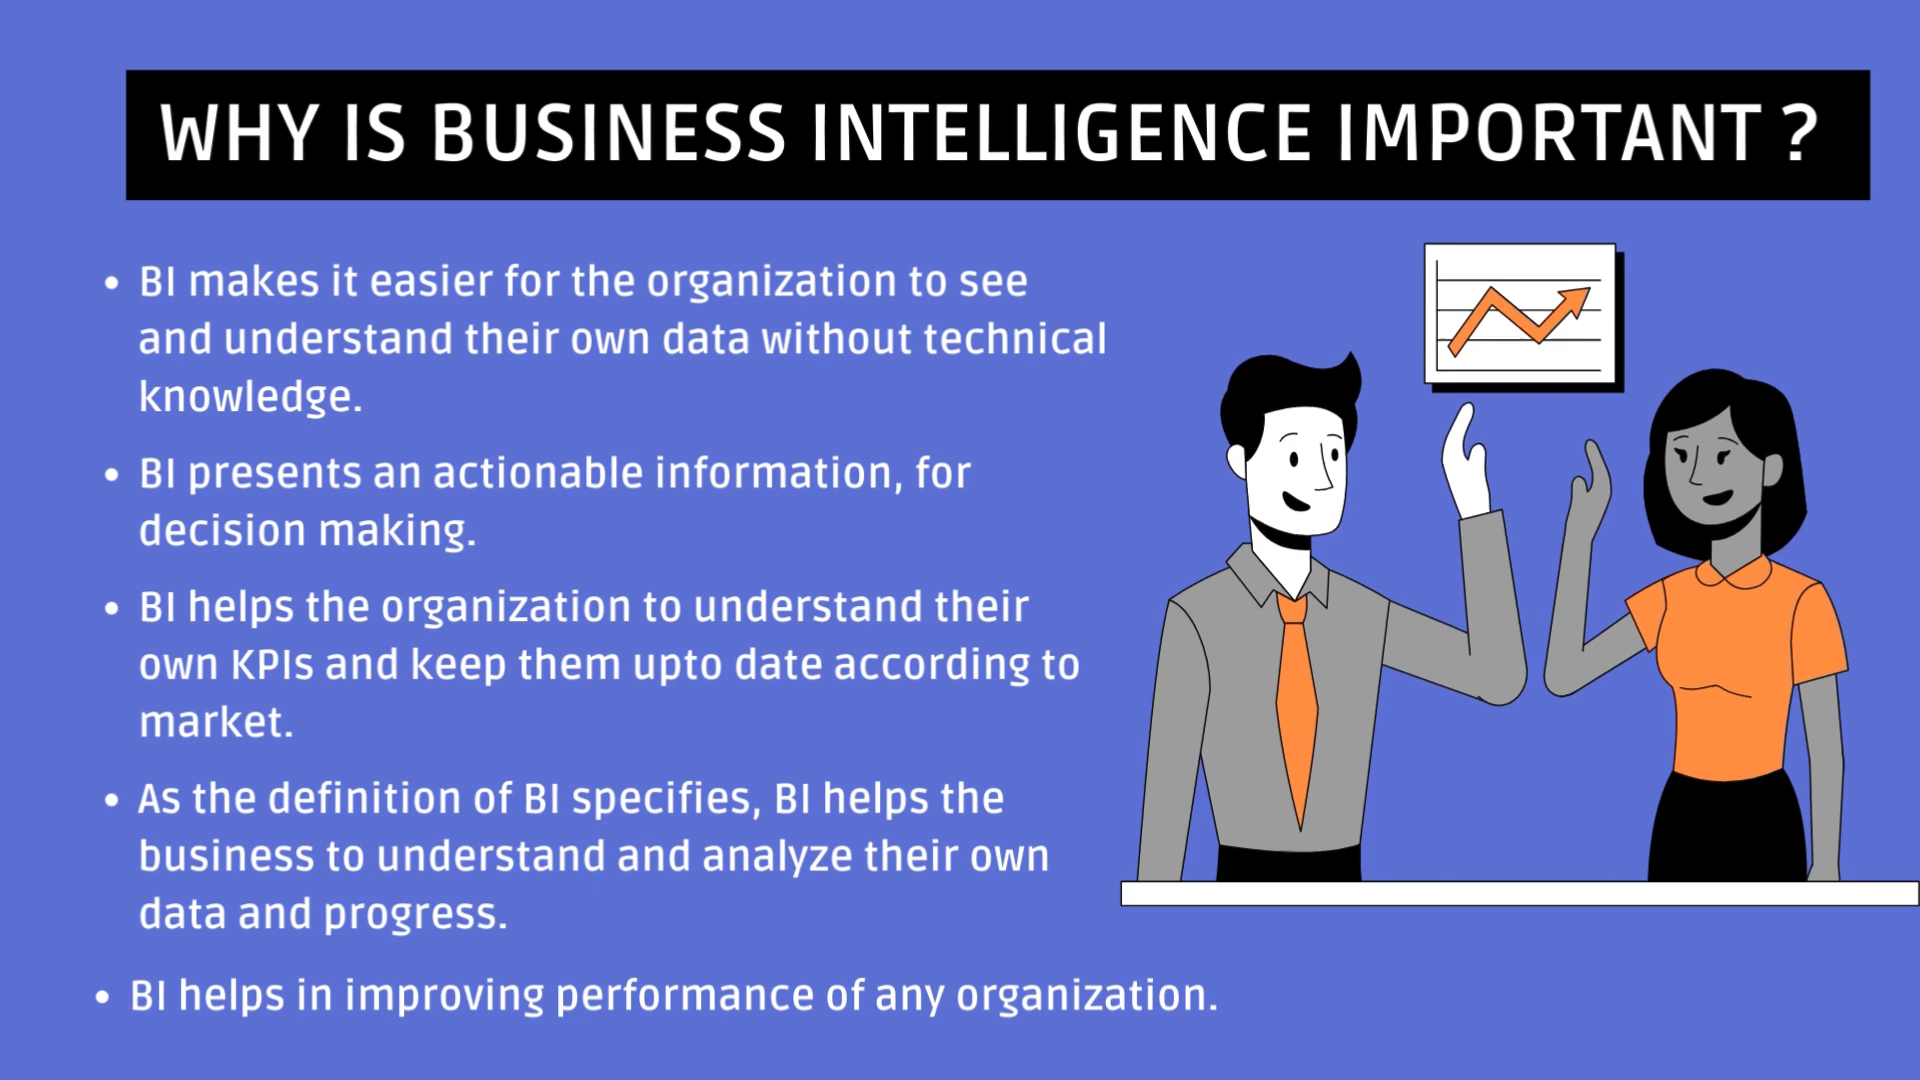 WHY IS BUSINESS INTELLIGENCE IMPORTANT ?
• BI makes it easier for the organization to see
and understand their own data without technical
knowledge.
• BI presents an actionable information, for
decision making.
• BI helps the organization to understand their
own KPIs and keep them upto date according to
market.
• As the definition of BI specifies, BI helps the
business to understand and analyze their own
data and progress.
• BI helps in improving performance of any organization.